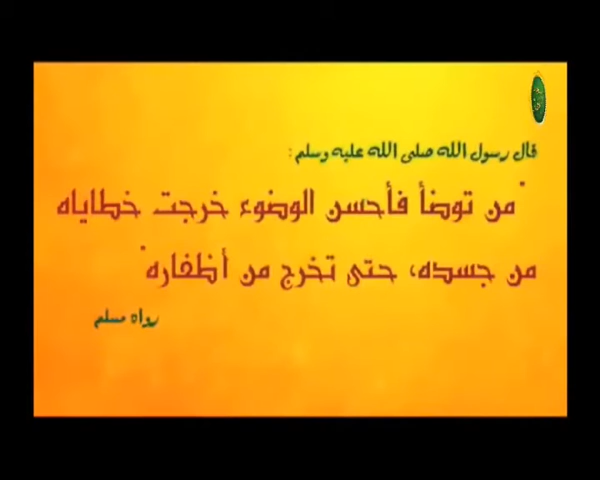 قال رسول الله صلى الله عليه وسلم :
"من توضأ فأحسن الوضوء خرجت خطاياه
من جسده، حتى تخرج من أظفاره"
رواه مسلم